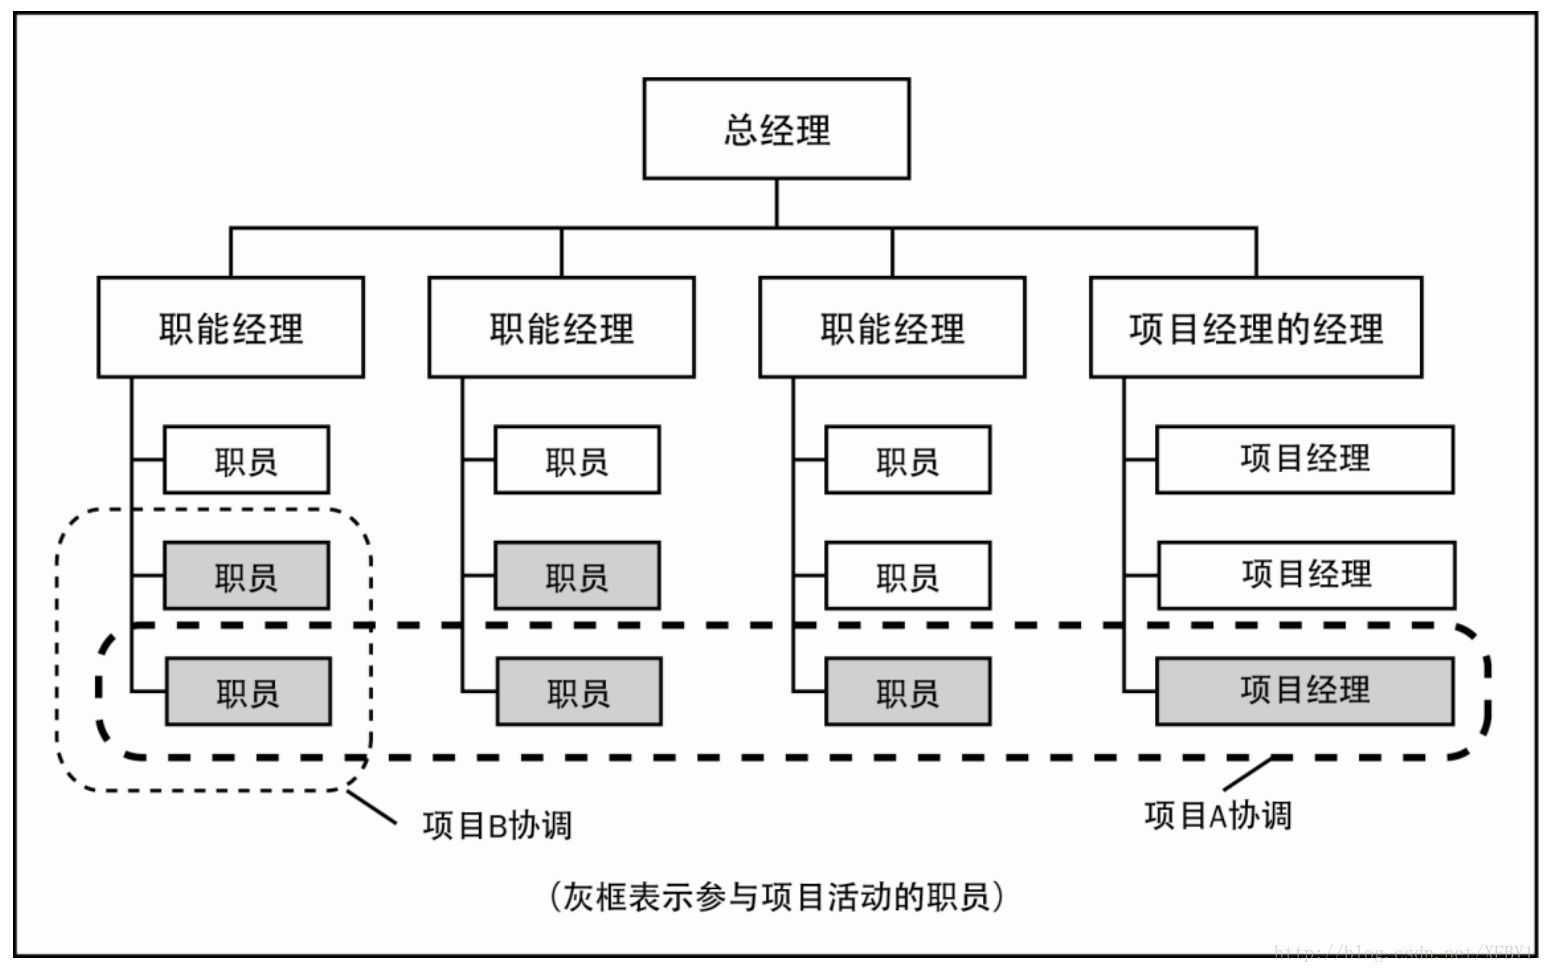 总经理
职能经理 职能经理 职能经理 项目经理的经理
职员 职员 职员 项目经理
职员 职员 职员 项目经理
职员 职员 职员 项目经理
项目B协调 项目A协调
（灰框表示参与项目活动的职员）
http://blog.csdn.net/XFBY1